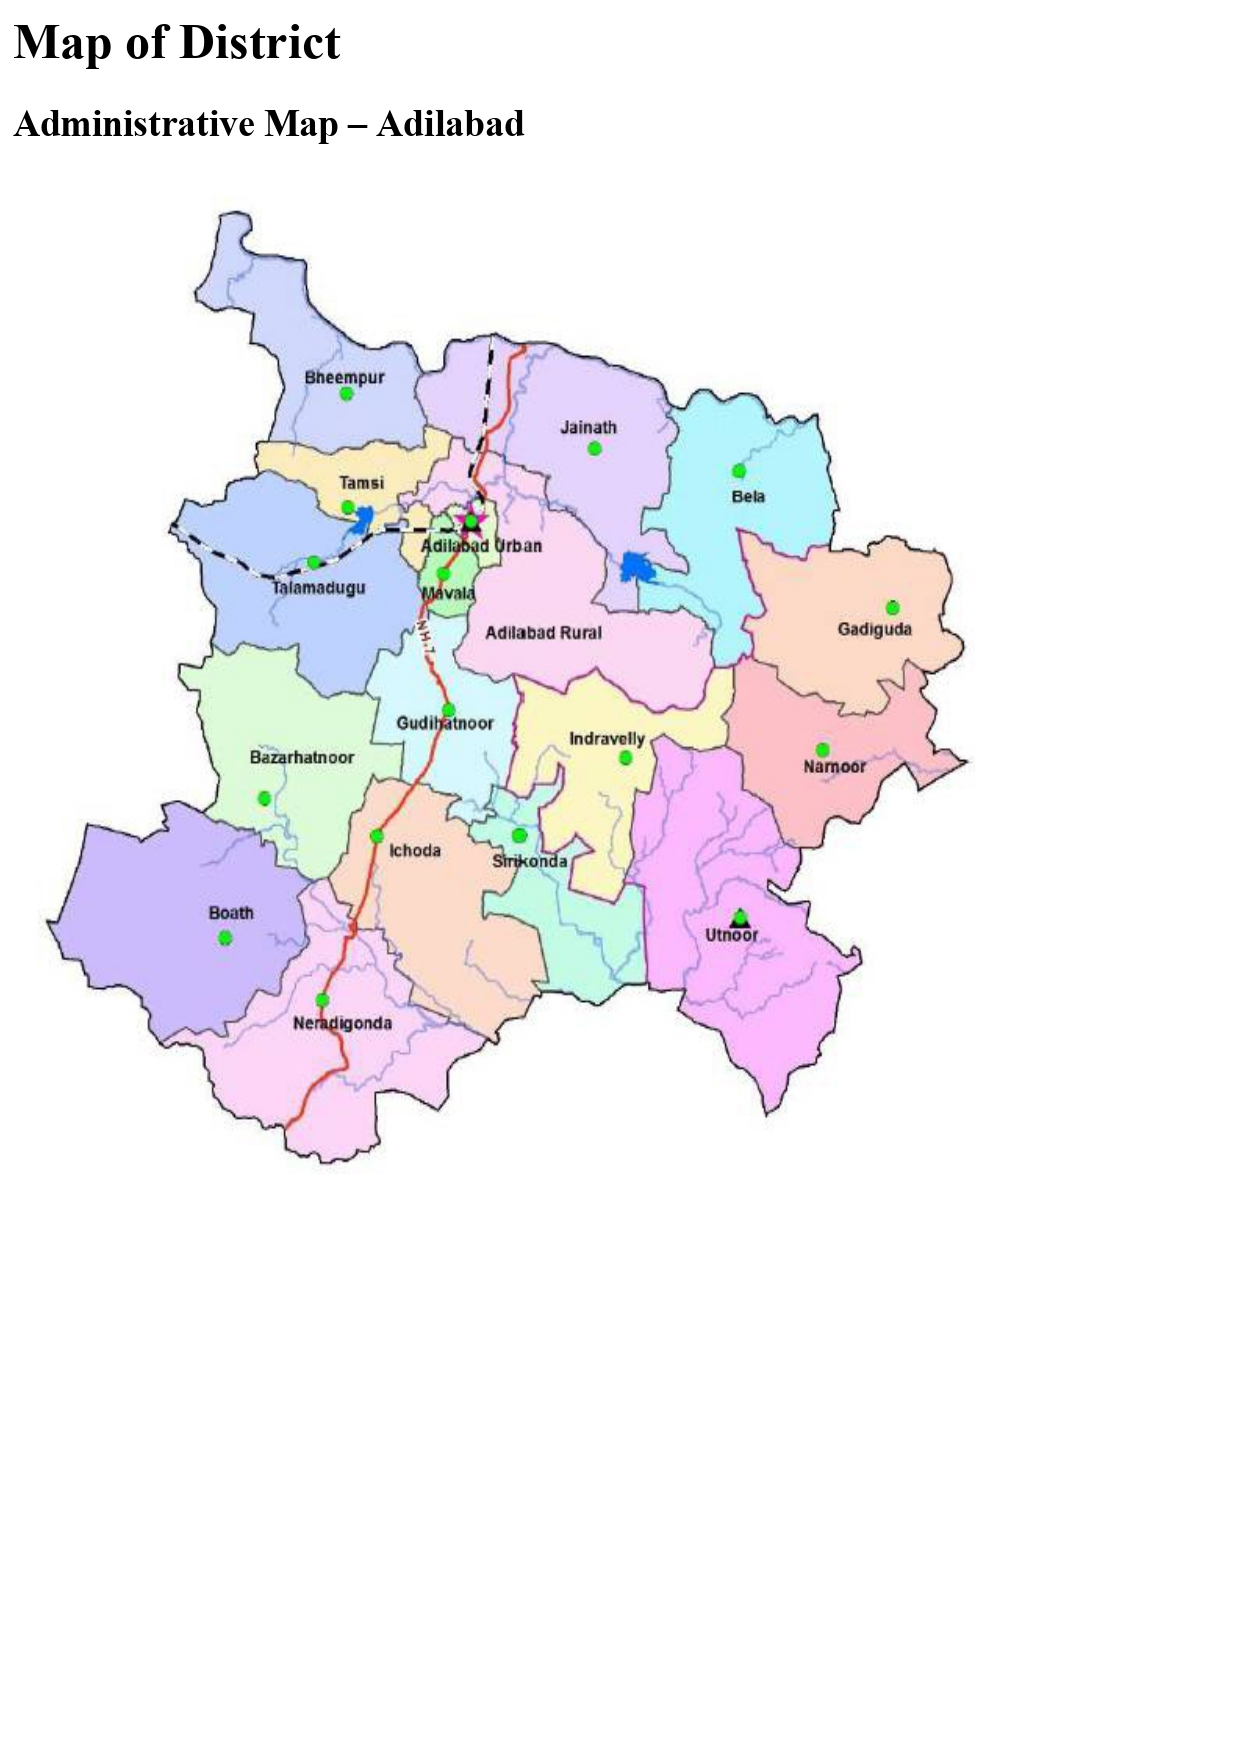 Map of District
Administrative Map – Adilabad
Bheempur
Jainath
Tamsi
Bela
Adilabad Urban
Talamadugu
Mavala
Adilabad Rural
Gadiguda
NH.7
Gudihatnoor
Indravelly
Bazarhatnoor
Narnoor
Ichoda
Sirikonda
Boath
Utnoor
Neradigonda